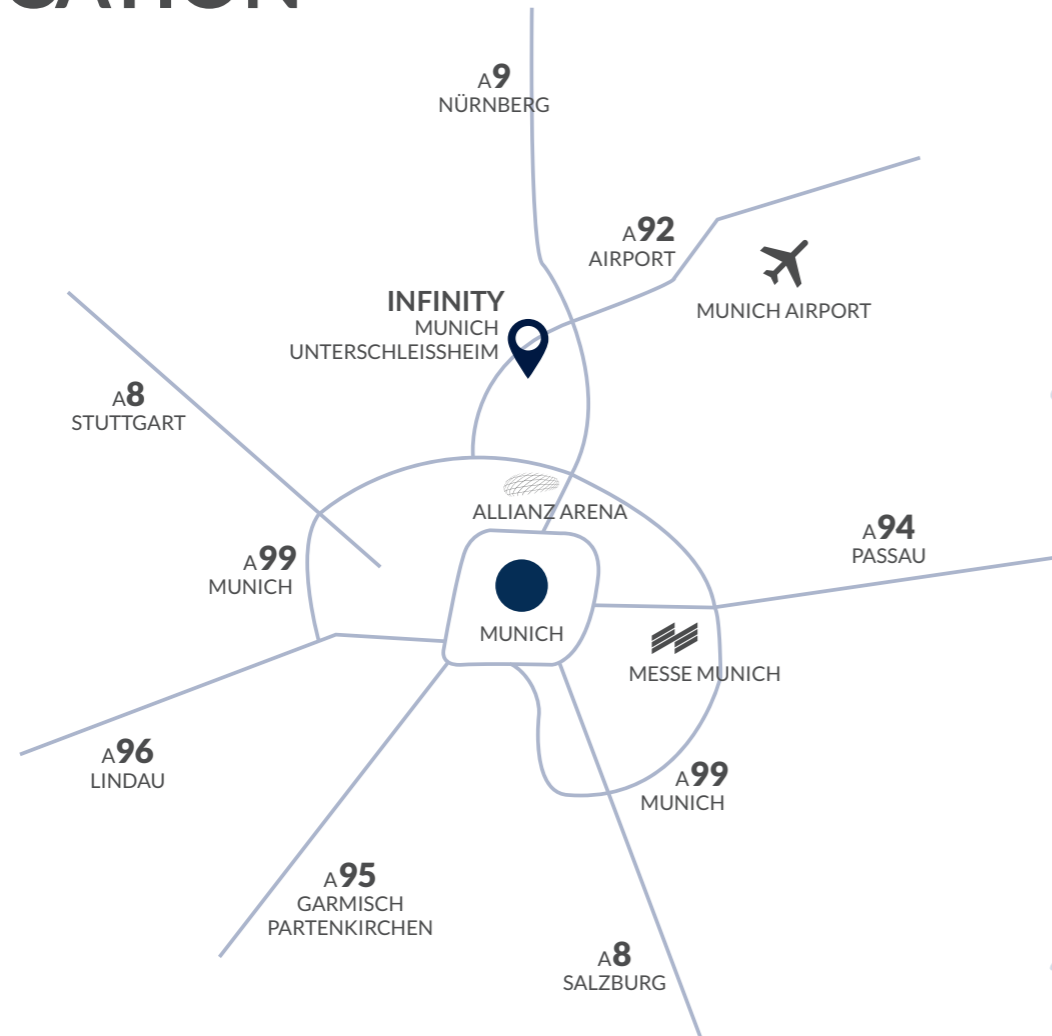 A9
NÜRNBERG
A92
AIRPORT
MUNICH AIRPORT
INFINITY
MUNICH
UNTERSCHLEISSHEIM
A8
STUTTGART
ALLIANZ ARENA
A94
PASSAU
A99
MUNICH
MUNICH
MESSE MUNICH
A96
LINDAU
A99
MUNICH
A95
GARMISCH
PARTENKIRCHEN
A8
SALZBURG